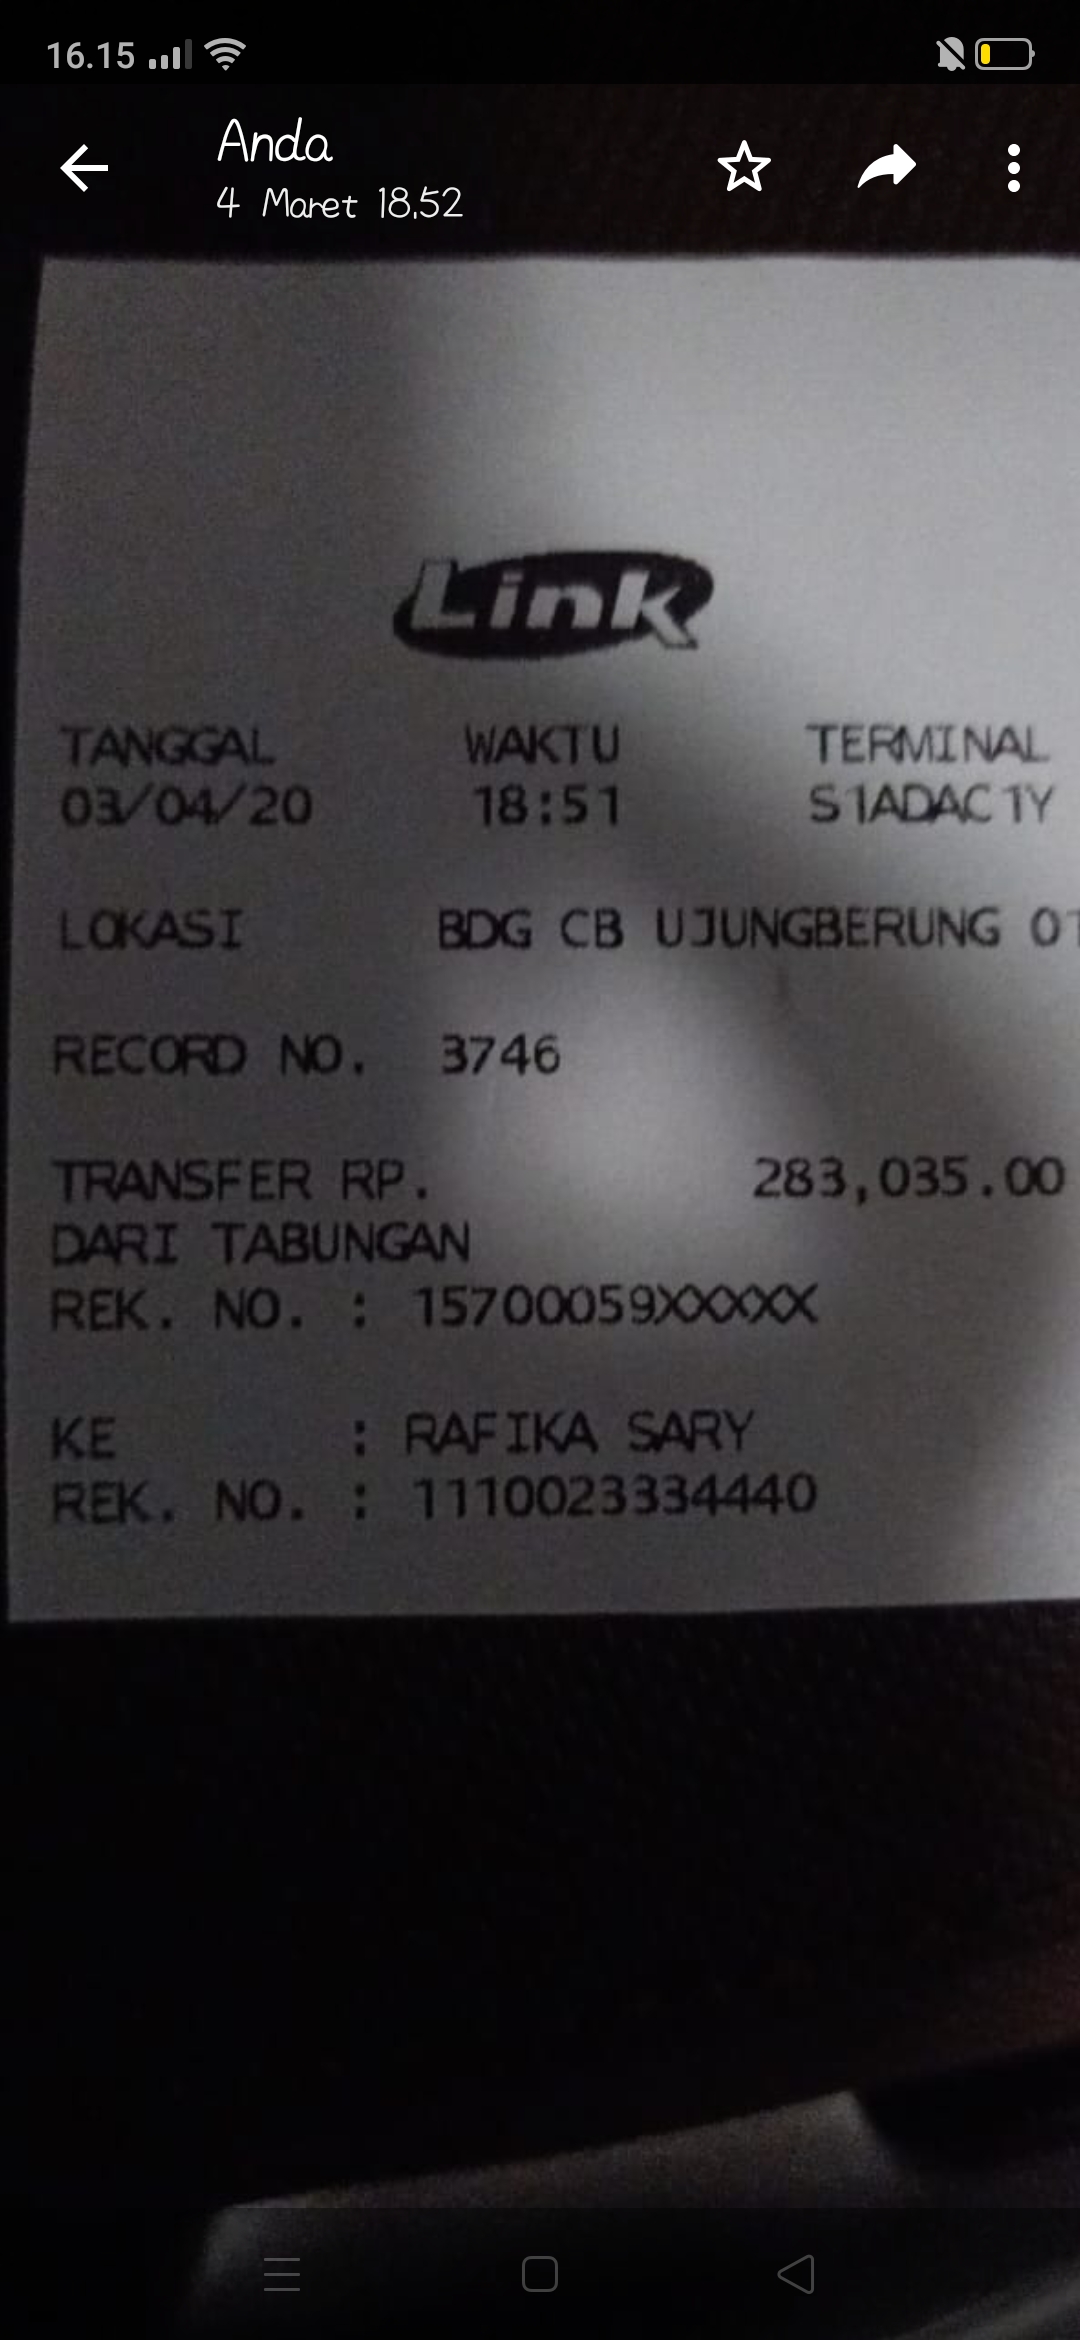 16.15
Anda
4 Maret 18.52
Link
TANGGAL WAKTU TERMINAL
03/04/20 18:51 S1ADAC1Y
LOKASI BDG CB UJUNGBERUNG 01
RECORD NO. 3746
TRANSFER RP. 283,035.00
DARI TABUNGAN
REK. NO. : 15700059XXXXX
KE : RAFIKA SARY
REK. NO. : 1110023334440